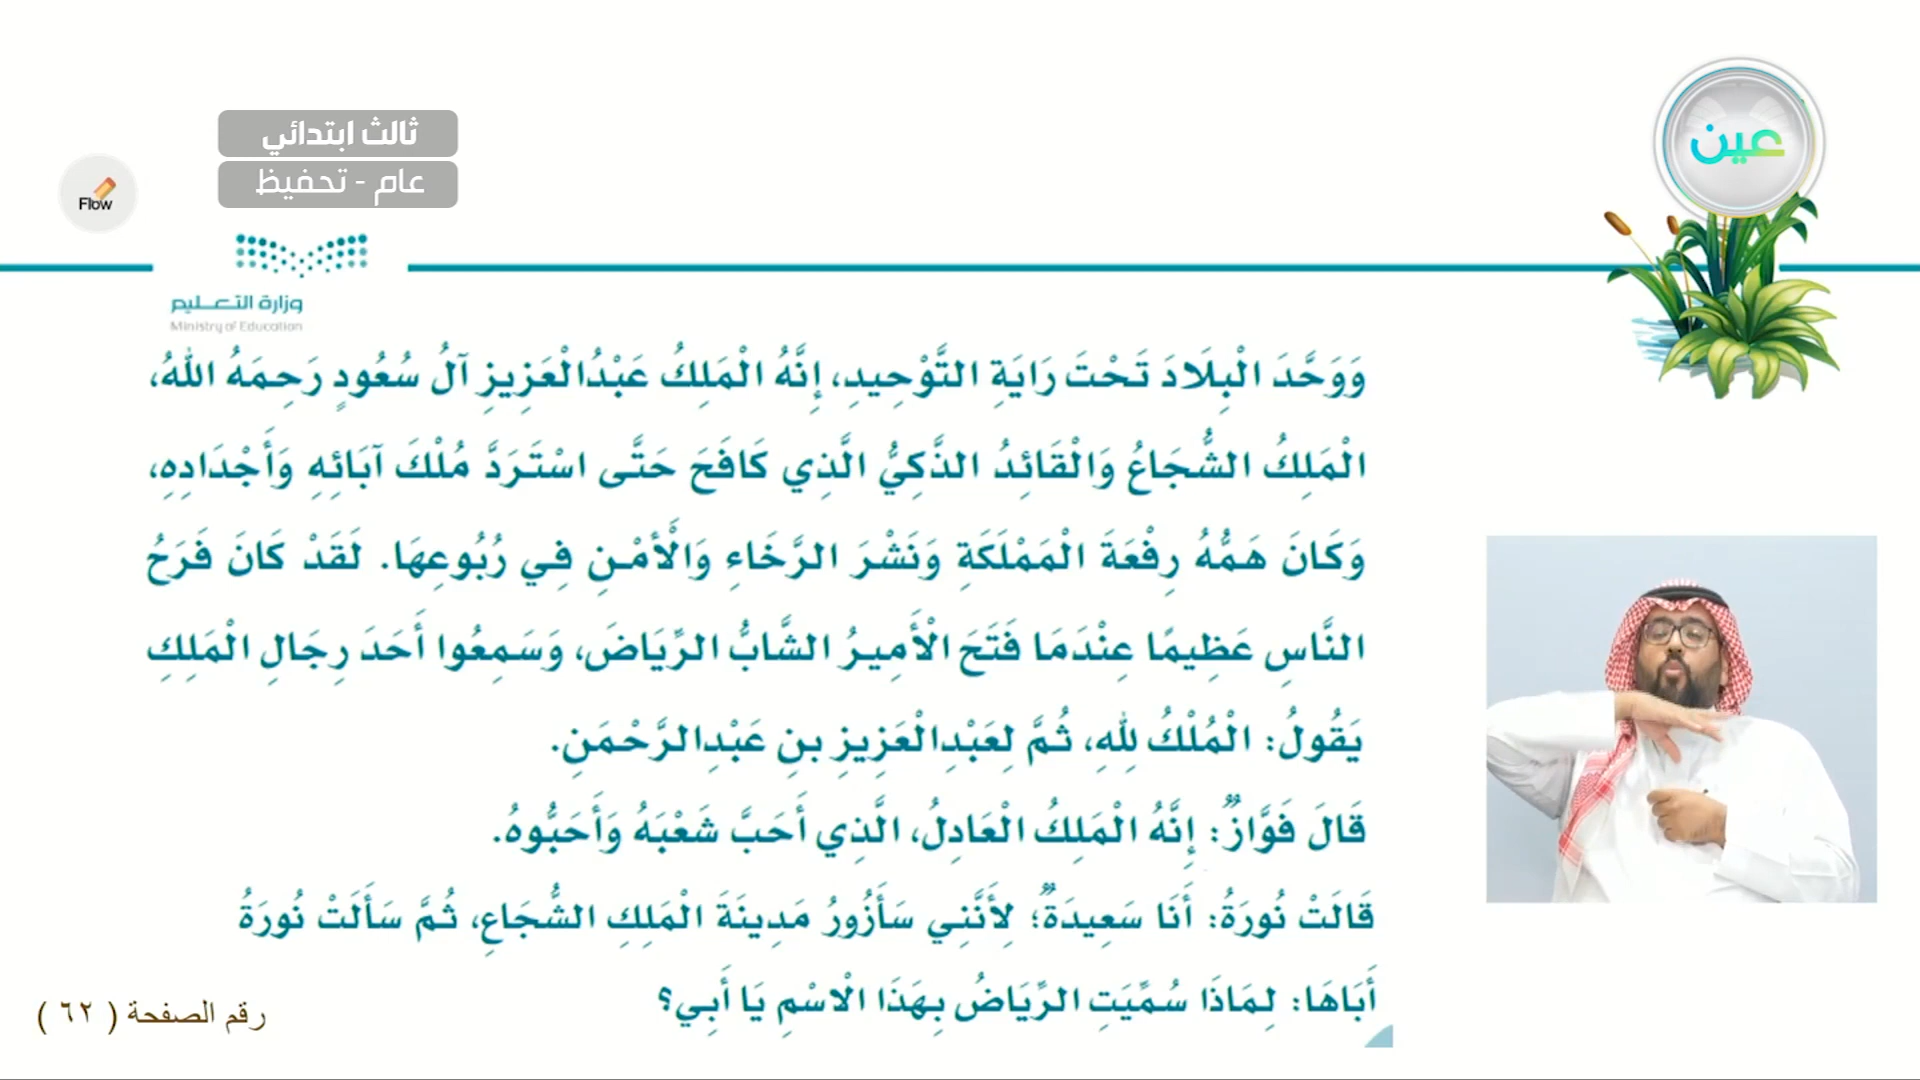 عين
ثالث ابتدائي
عام - تحفيظ
Flow
وزارة التعليم
Ministry of Education
وَوَحَّدَ الْبِلَادَ تَحْتَ رَايَةِ التَّوْحِيدِ، إِنَّهُ الْمَلِكُ عَبْدُالْعَزِيزِ آلُ سُعُودٍ رَحِمَهُ اللهُ،
الْمَلِكُ الشُّجَاعُ وَالْقَائِدُ الذَّكِيُّ الَّذِي كَافَحَ حَتَّى اسْتَرَدَّ مُلْكَ آبَائِهِ وَأَجْدَادِهِ،
وَكَانَ هَمُّهُ رِفْعَةَ الْمَمْلَكَةِ وَنَشْرَ الرَّخَاءِ وَالْأَمْنِ فِي رُبُوعِهَا. لَقَدْ كَانَ فَرَحُ
النَّاسِ عَظِيمًا عِنْدَمَا فَتَحَ الْأَمِيرُ الشَّابُّ الرِّيَاضَ، وَسَمِعُوا أَحَدَ رِجَالِ الْمَلِكِ
يَقُولُ: الْمُلْكُ لِلهِ، ثُمَّ لِعَبْدِالْعَزِيزِ بنِ عَبْدِالرَّحْمَنِ.
قَالَ فَوَّازٌ: إِنَّهُ الْمَلِكُ الْعَادِلُ، الَّذِي أَحَبَّ شَعْبَهُ وَأَحَبُّوهُ.
قَالَتْ نُورَةُ: أَنَا سَعِيدَةٌ؛ لِأَنَّنِي سَأَزُورُ مَدِينَةَ الْمَلِكِ الشُّجَاعِ، ثُمَّ سَأَلَتْ نُورَةُ
أَبَاهَا: لِمَاذَا سُمِّيَتِ الرِّيَاضُ بِهَذَا الْاسْمِ يَا أَبِي؟
رقم الصفحة ( ٦٢ )